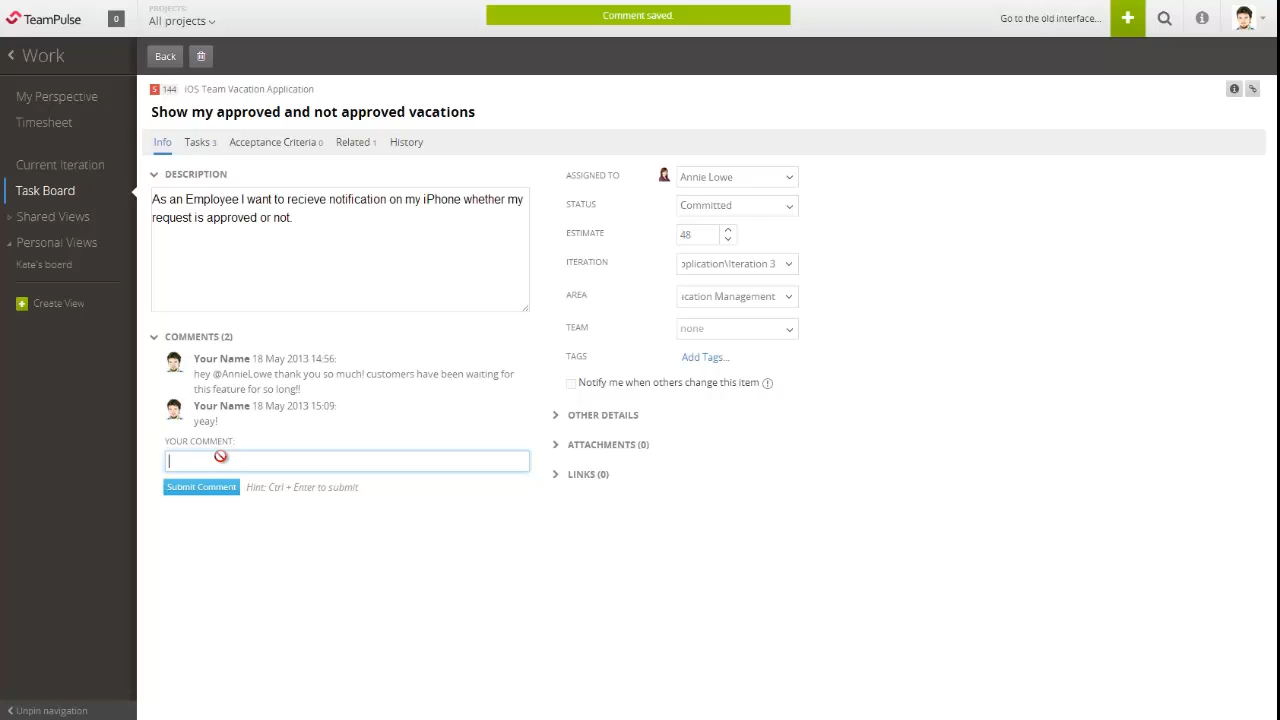 TeamPulse
0
PROJECTS:
All projects
Comment saved.
Go to the old interface...
Work
Back
My Perspective
Timesheet
Current Iteration
Task Board
Shared Views
Personal Views
Kate's board
Create View
Unpin navigation
S 144 iOS Team Vacation Application
Show my approved and not approved vacations
Info Tasks 3 Acceptance Criteria 0 Related 1 History
DESCRIPTION
As an Employee I want to recieve notification on my iPhone whether my
request is approved or not.
COMMENTS (2)
Your Name 18 May 2013 14:56:
hey @AnnieLowe thank you so much! customers have been waiting for
this feature for so long!!
Your Name 18 May 2013 15:09:
yeay!
YOUR COMMENT:
Submit Comment Hint: Ctrl + Enter to submit
ASSIGNED TO Annie Lowe
STATUS Committed
ESTIMATE 48
ITERATION pplication\Iteration 3
AREA cation Management
TEAM none
TAGS Add Tags...
Notify me when others change this item
OTHER DETAILS
ATTACHMENTS (0)
LINKS (0)